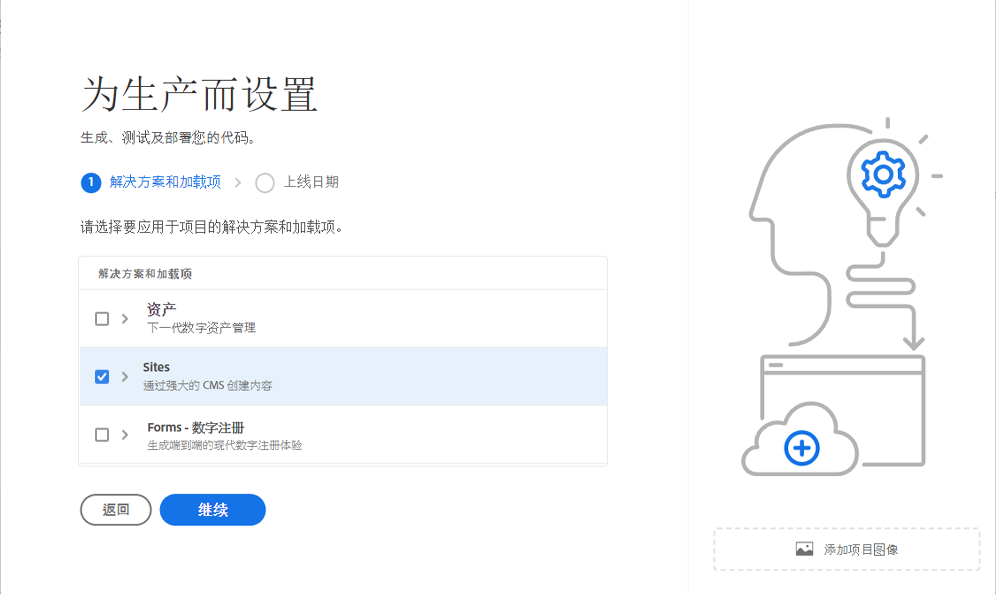 为生产而设置
生成、测试及部署您的代码。
1 解决方案和加载项 上线日期
请选择要应用于项目的解决方案和加载项。
解决方案和加载项
资产
下一代数字资产管理
Sites
通过强大的 CMS 创建内容
Forms - 数字注册
生成端到端的现代数字注册体验
返回 继续
添加项目图像